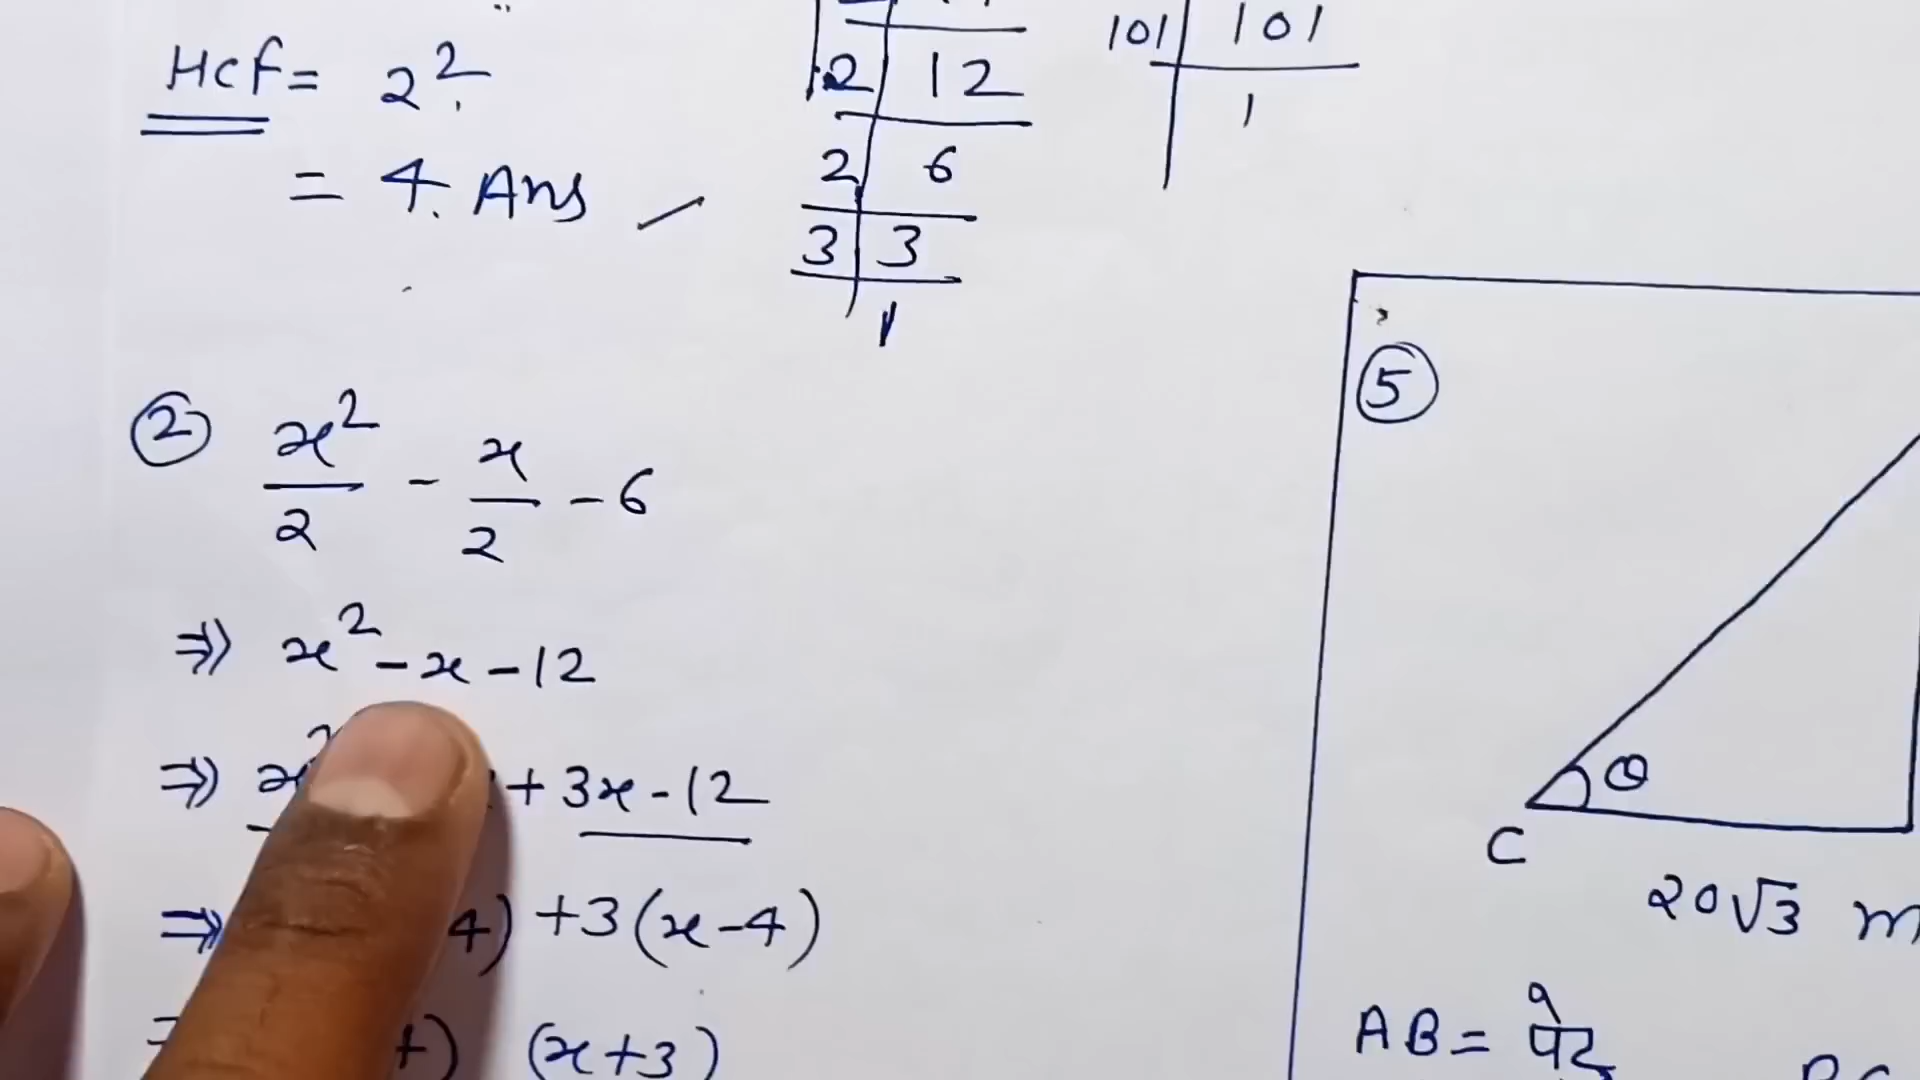 HCF = 2²
= 4. Ans
2 | 12
2 | 6
3 | 3
1
101 | 101
1
② x²/2 - x/2 - 6
⇒ x² - x - 12
⇒ + 3x - 12
⇒ 4) + 3(x - 4)
) (x + 3)
⑤
θ
C
20√3 m
AB = पेड़